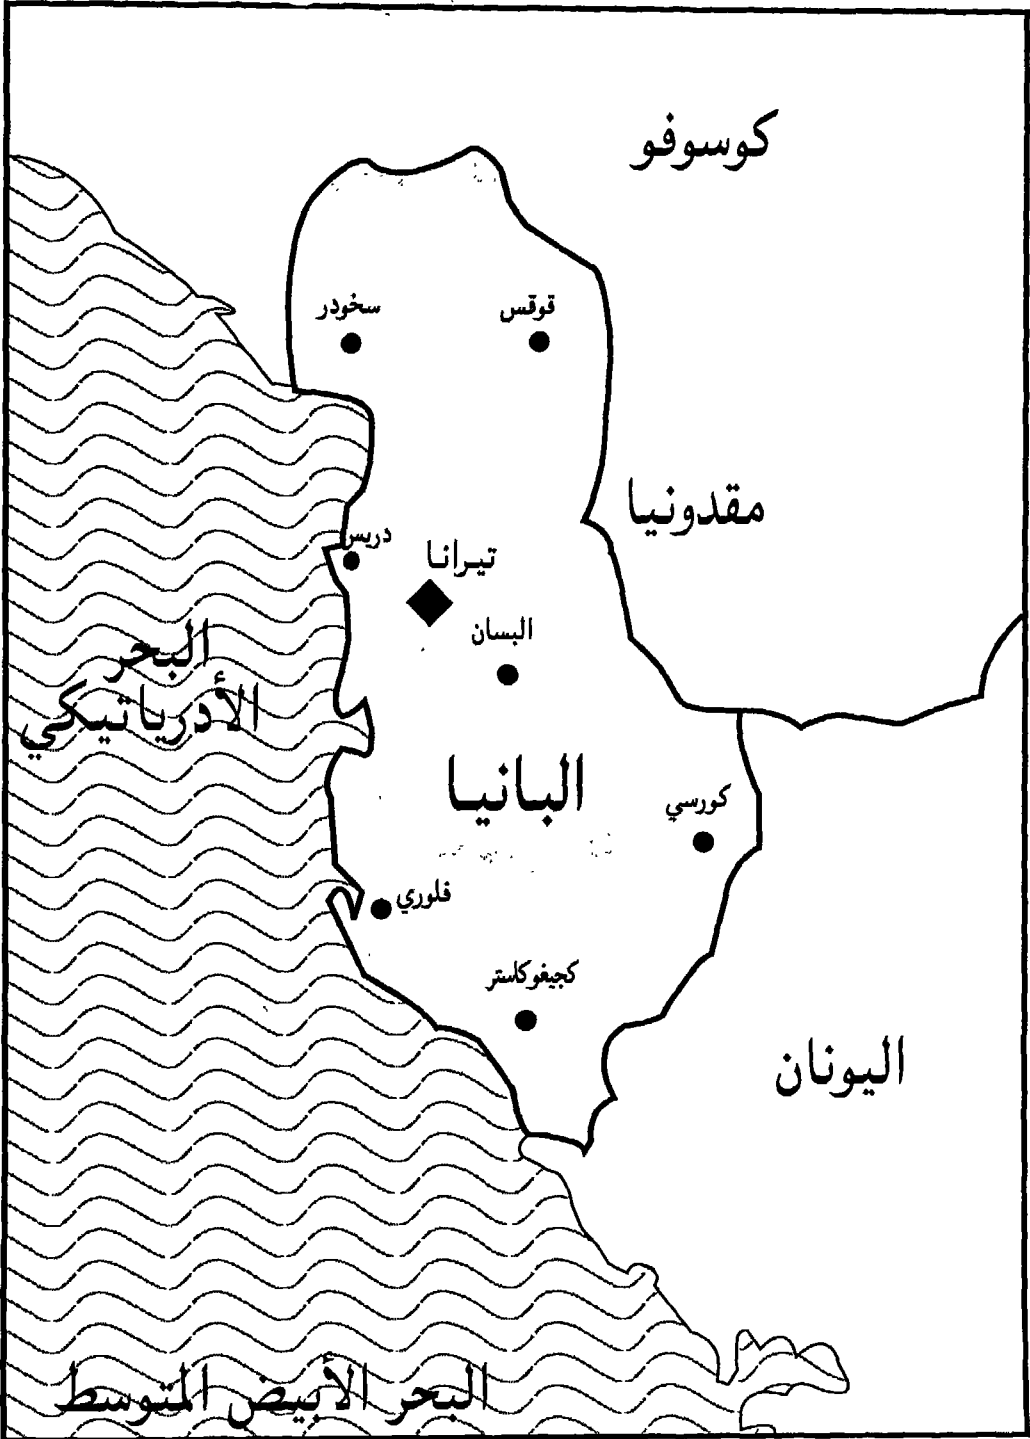 كوسوفو
سخودر
قوقس
مقدونيا
دريس
تيرانا
البسان
البحر
الأدرياتيكي
البانيا
كورسي
فلوري
كجيغوكاستر
اليونان
البحر الأبيض المتوسط